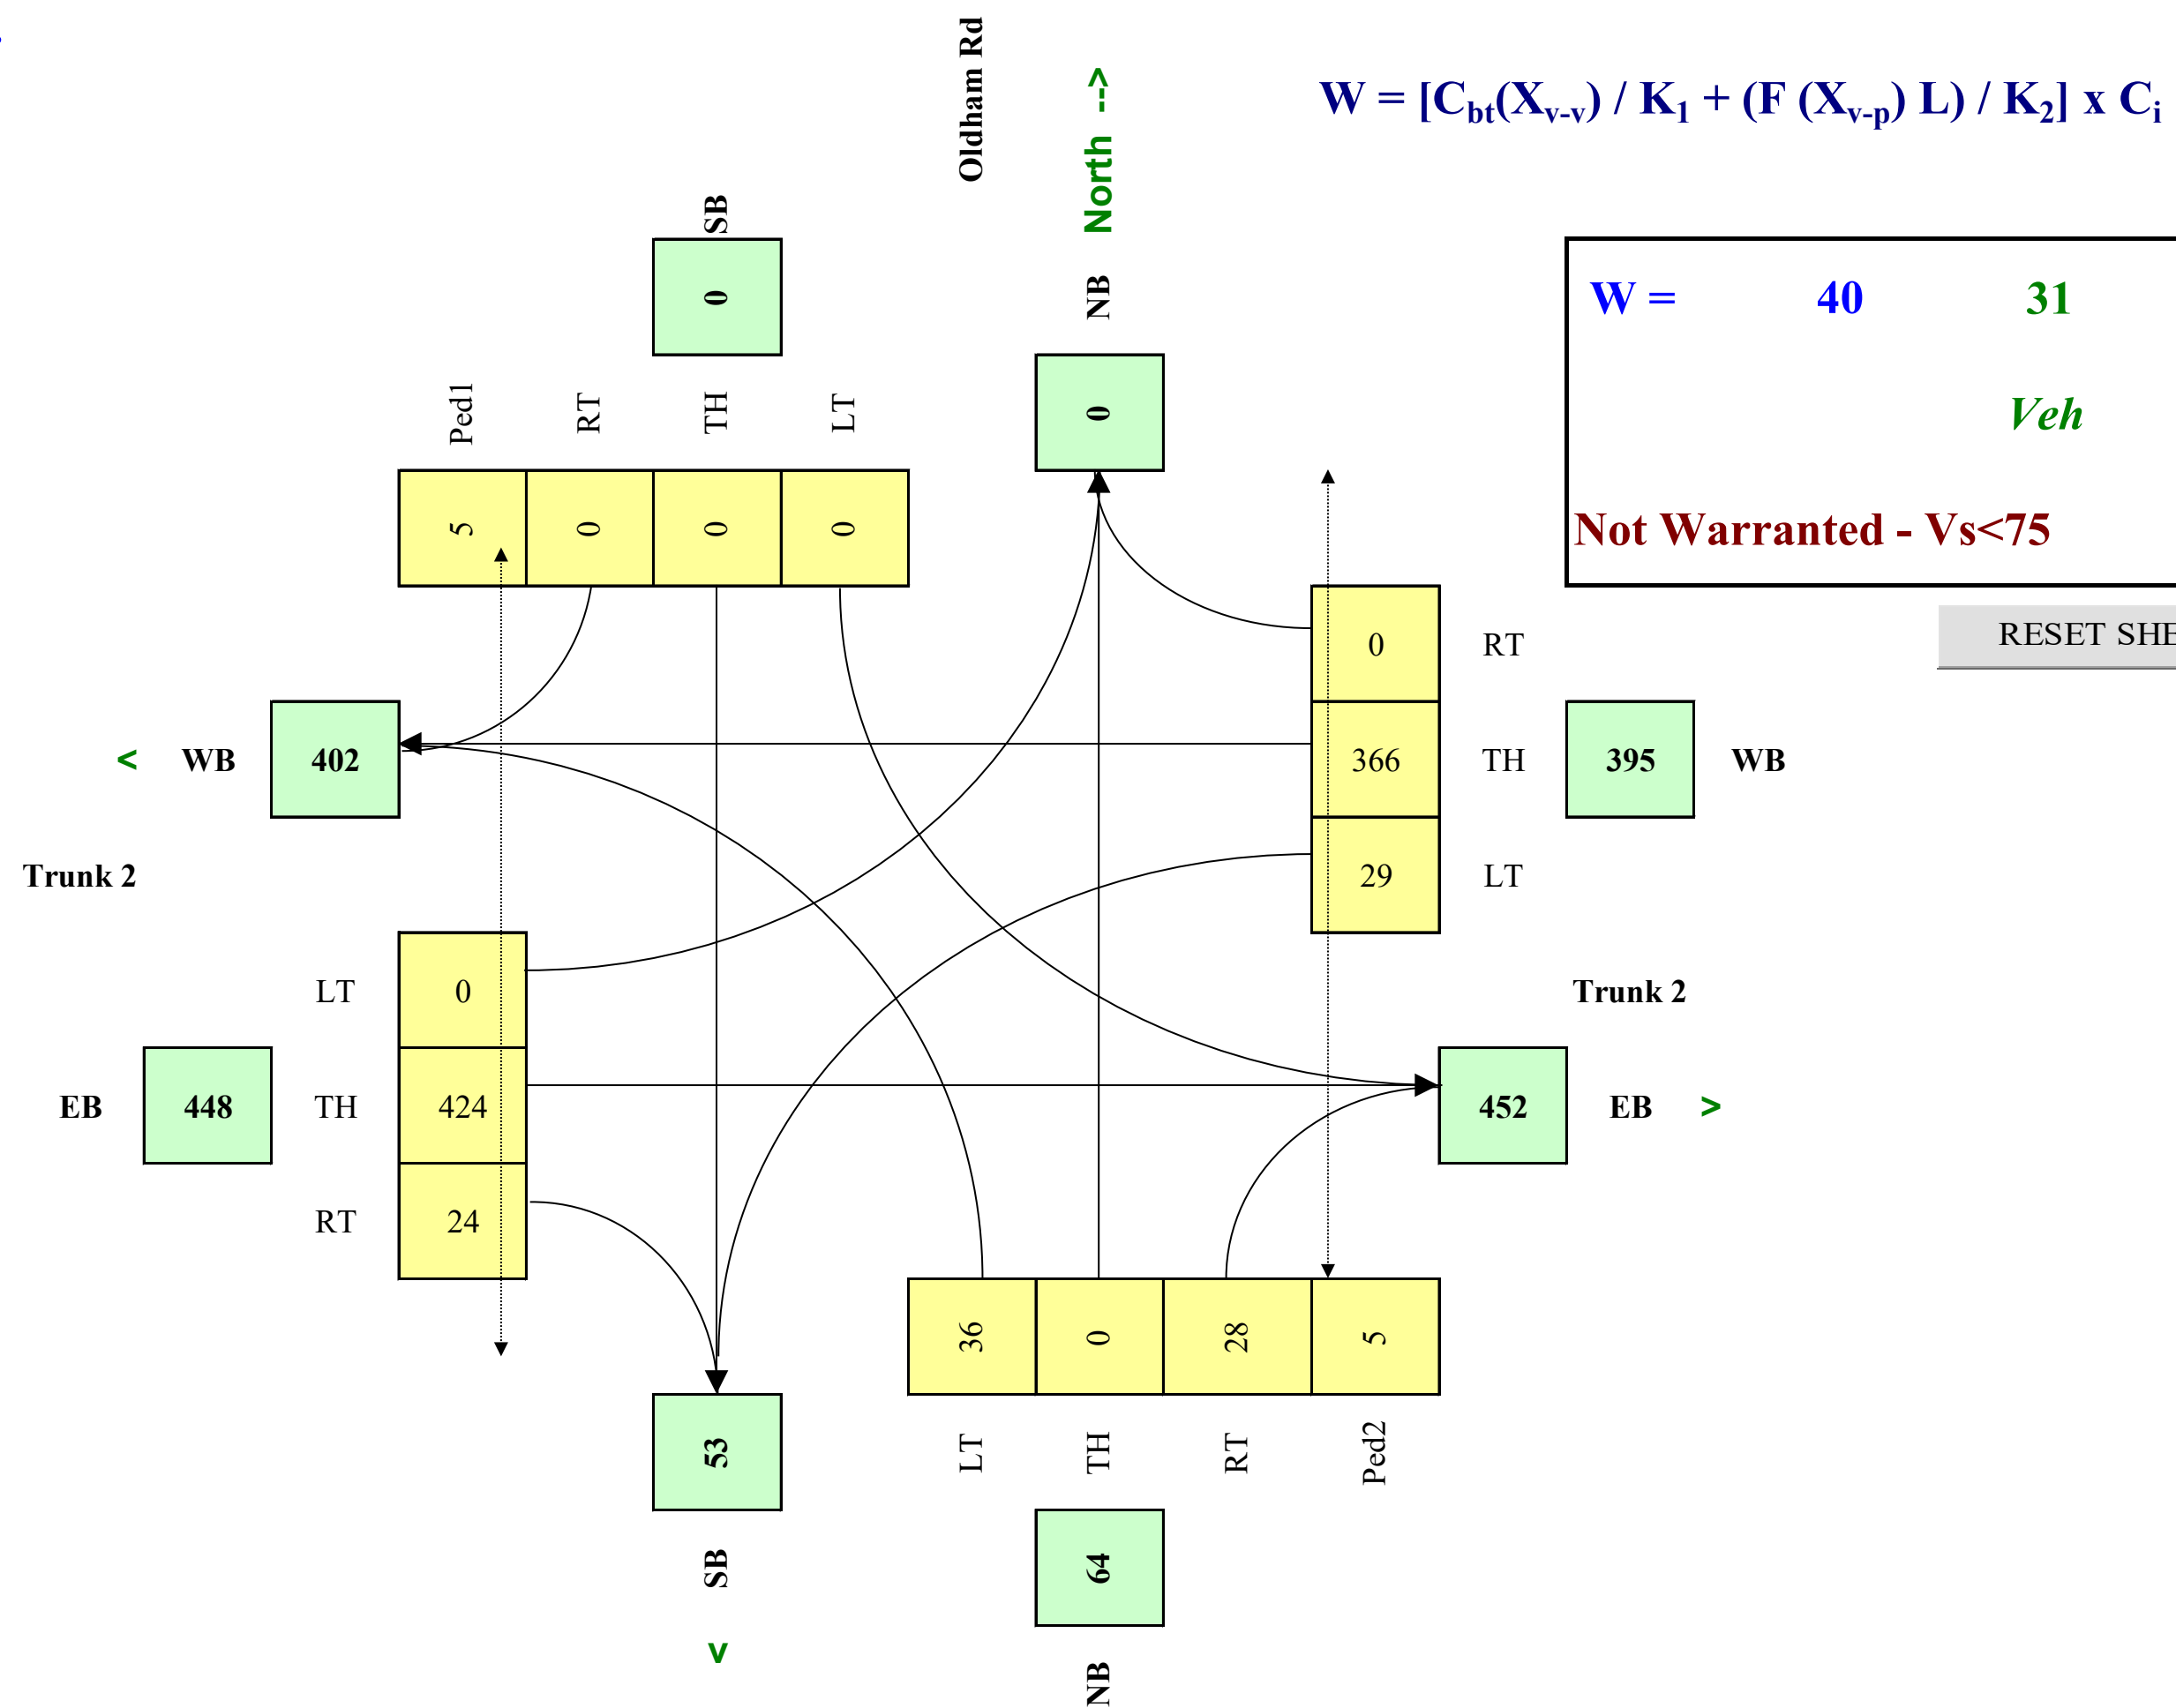 Oldham Rd
North -->
W = [Cbt(Xv-v) / K1 + (F (Xv-p) L) / K2] x Ci
SB
0
NB
0
W = 40 31
Veh
Not Warranted - Vs<75
RESET SHE
Ped1 RT TH LT
5 0 0 0
0 RT
366 TH 395 WB
29 LT
< WB 402
Trunk 2
Trunk 2
LT 0
EB 448 TH 424
RT 24
452 EB >
36 0 28 5
LT TH RT Ped2
53
SB
v
64
NB